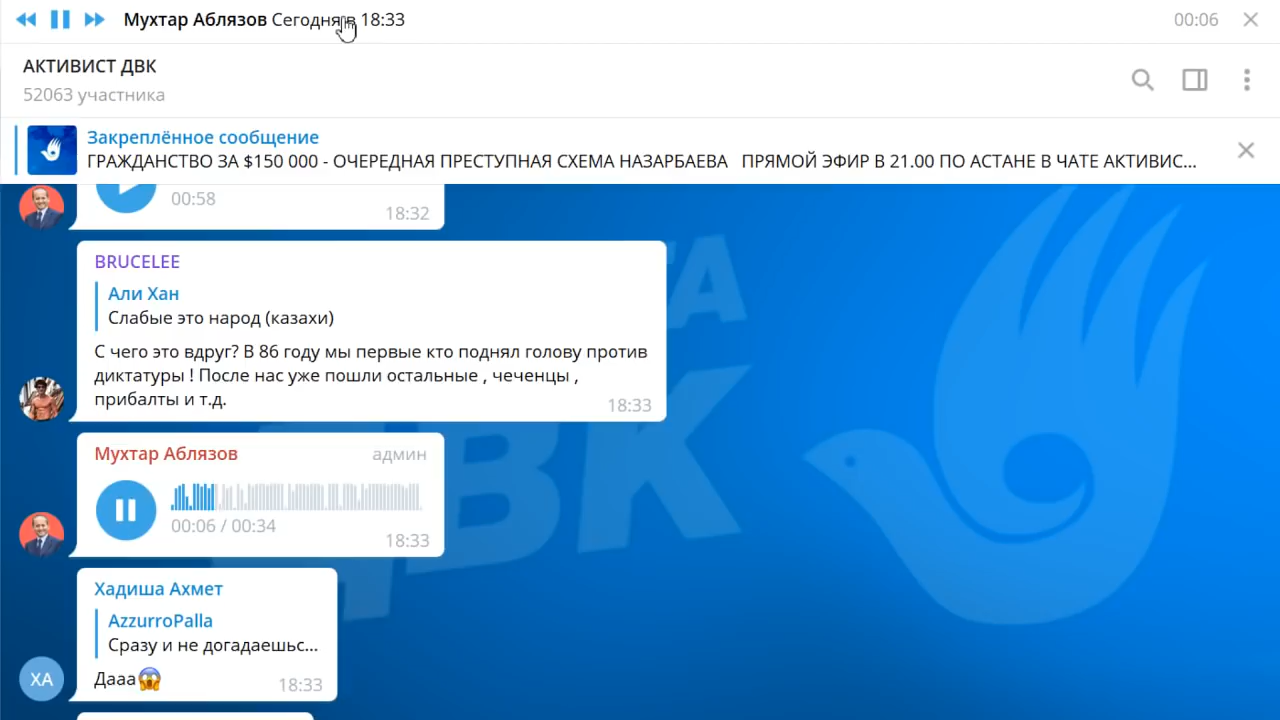 Мухтар Аблязов Сегодня в 18:33
00:06
АКТИВИСТ ДВК
52063 участника
Закреплённое сообщение
ГРАЖДАНСТВО ЗА $150 000 - ОЧЕРЕДНАЯ ПРЕСТУПНАЯ СХЕМА НАЗАРБАЕВА ПРЯМОЙ ЭФИР В 21.00 ПО АСТАНЕ В ЧАТЕ АКТИВИС...
00:58
18:32
BRUCELEE
Али Хан
Слабые это народ (казахи)
С чего это вдруг? В 86 году мы первые кто поднял голову против
диктатуры ! После нас уже пошли остальные , чеченцы ,
прибалты и т.д.
18:33
Мухтар Аблязов
админ
00:06 / 00:34
18:33
Хадиша Ахмет
AzzurroPalla
Сразу и не догадаешьс...
Дааа😱
18:33
ХА
ДВК